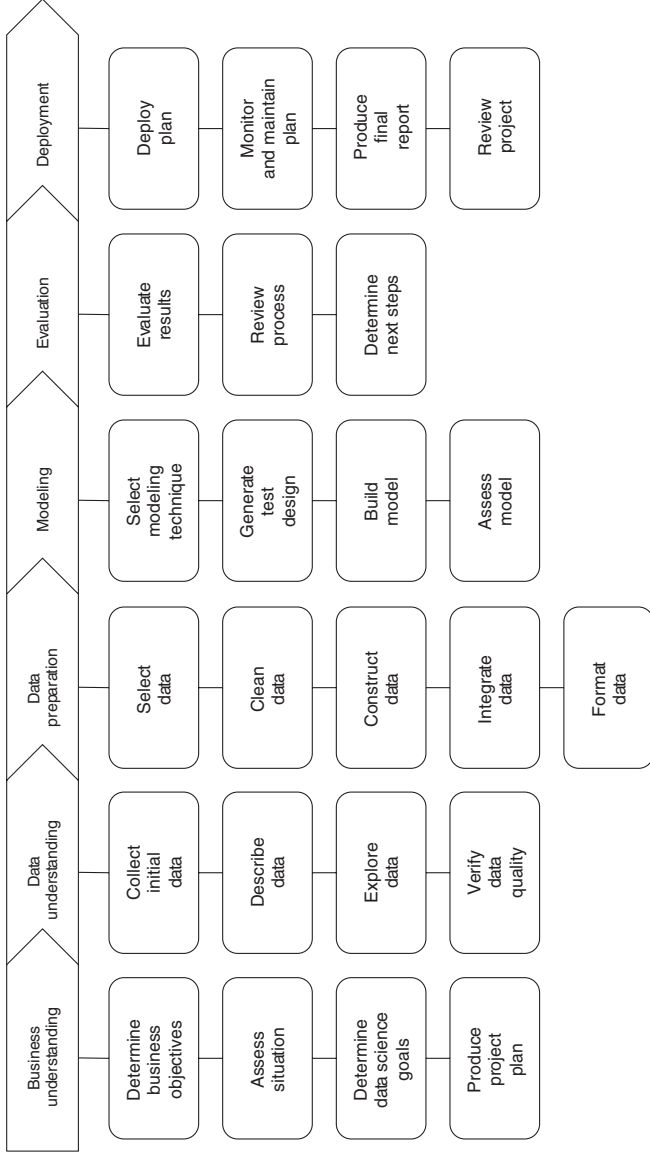 Business
understanding
Data
understanding
Data
preparation
Modeling
Evaluation
Deployment
Determine
business
objectives
Assess
situation
Determine
data science
goals
Produce
project
plan
Collect
initial
data
Describe
data
Explore
data
Verify
data
quality
Select
data
Clean
data
Construct
data
Integrate
data
Format
data
Select
modeling
technique
Generate
test
design
Build
model
Assess
model
Evaluate
results
Review
process
Determine
next steps
Deploy
plan
Monitor
and maintain
plan
Produce
final
report
Review
project